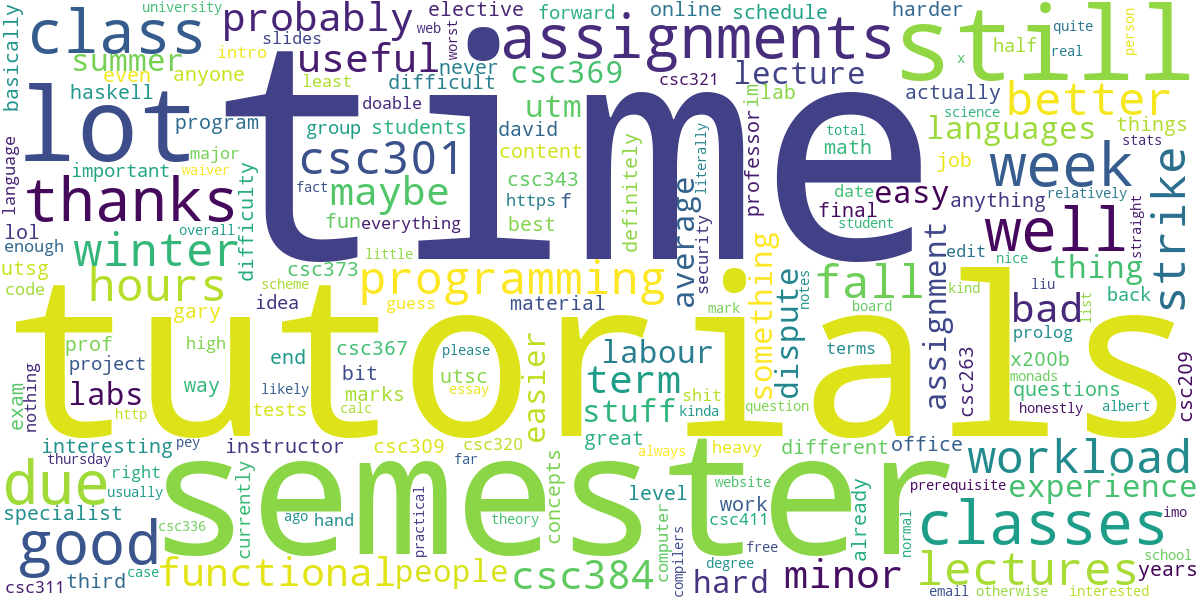 time
tutorials
semester
lot
still
class
assignments
thanks
well
good
classes
workload
week
due
winter
hours
programming
csc301
csc384
functional
fall
better
lectures
minor
useful
probably
summer
haskell
even
anyone
basically
university
intro
slides
web
worst
elective
forward
online
schedule
harder
half
quite
real
person
x
never
difficult
least
doable
csc369
csc321
lecture
lab
im
actually
science
things
stats
languages
utm
david
content
group
students
program
major
waiver
important
language
lol
enough
utsg
code
overall
difficulty
maybe
fun
everything
fact
csc343
https
f
best
definitely
literally
security
average
professor
total
math
date
final
student
easy
job
anything
relatively
straight
strike
edit
nice
thing
kind
liu
list
back
bad
prolog
x200b
monads
questions
honestly
albert
csc209
csc263
assignment
terms
board
notes
dispute
something
mark
labour
term
stuff
shit
kinda
question
great
easier
material
guess
little
csc373
scheme
idea
gary
high
prof
project
labs
way
nothing
exam
http
end
bit
likely
tests
calc
marks
csc367
please
utsc
essay
interesting
pey
instructor
csc309
csc320
far
always
heavy
different
office
prerequisite
experience
imo
school
years
interested
otherwise
email
normal
already
website
level
work
csc411
free
degree
computer
compilers
hard
concepts
theory
practical
people
hand
ago
currently
csc336
case
third
csc311
specialist
usually
right
thursday